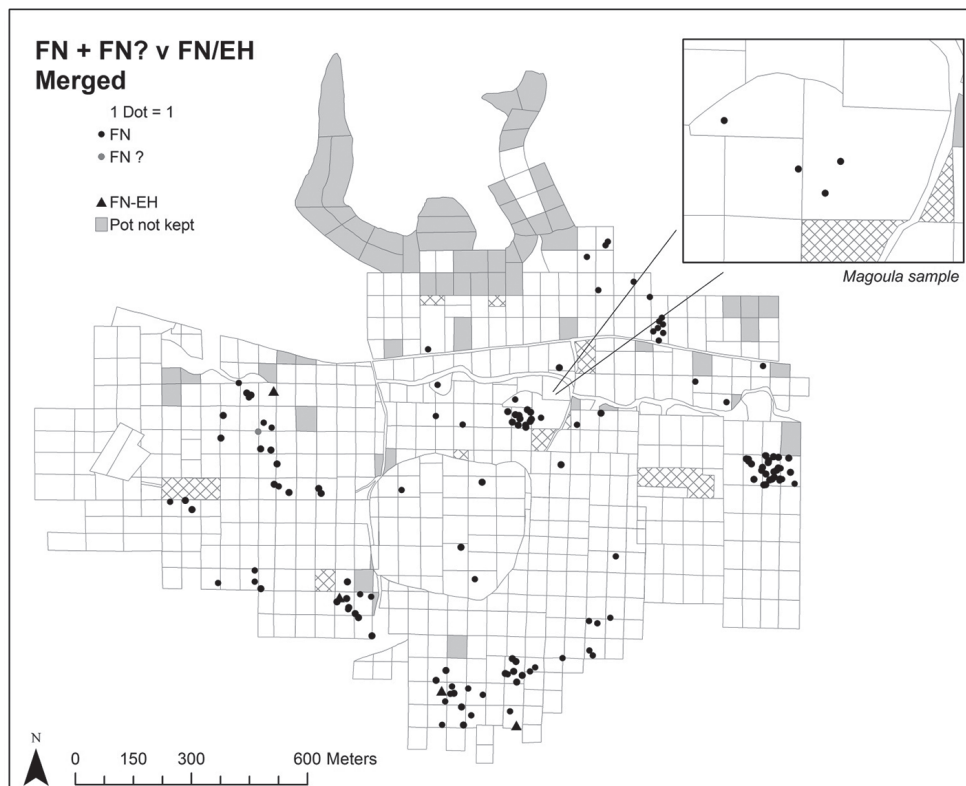 FN + FN? v FN/EH
Merged
1 Dot = 1
FN
FN ?
FN-EH
Pot not kept
Magoula sample
N
0 150 300 600 Meters